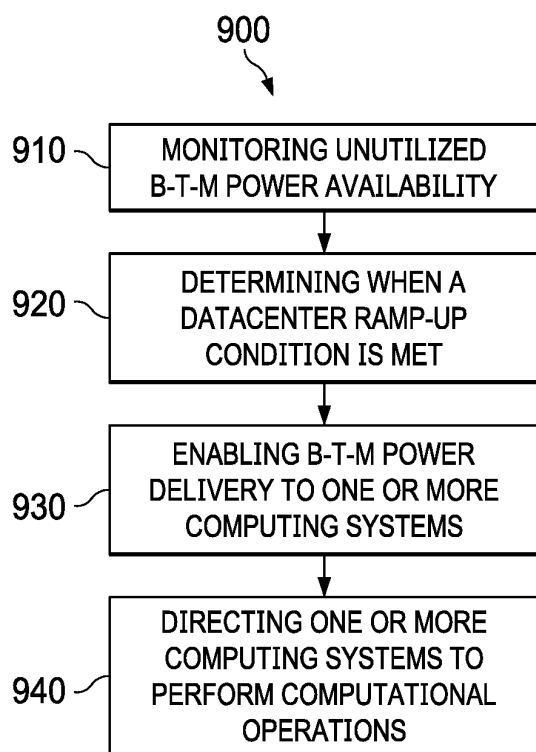 900
910
MONITORING UNUTILIZED
B-T-M POWER AVAILABILITY
920
DETERMINING WHEN A
DATACENTER RAMP-UP
CONDITION IS MET
930
ENABLING B-T-M POWER
DELIVERY TO ONE OR MORE
COMPUTING SYSTEMS
940
DIRECTING ONE OR MORE
COMPUTING SYSTEMS TO
PERFORM COMPUTATIONAL
OPERATIONS